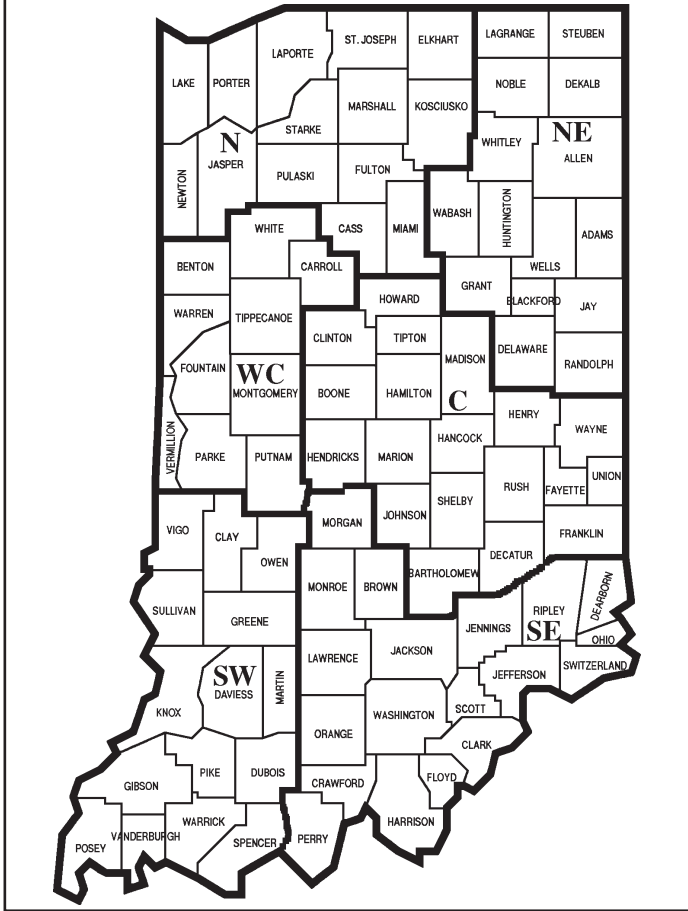 ST. JOSEPH
ELKHART
LAGRANGE
STEUBEN
LAPORTE
LAKE
PORTER
NOBLE
DEKALB
MARSHALL
KOSCIUSKO
STARKE
N
NE
JASPER
WHITLEY
ALLEN
NEWTON
PULASKI
FULTON
WABASH
HUNTINGTON
WHITE
CASS
MIAMI
ADAMS
BENTON
CARROLL
WELLS
GRANT
HOWARD
BLACKFORD
JAY
WARREN
TIPPECANOE
CLINTON
TIPTON
MADISON
DELAWARE
RANDOLPH
FOUNTAIN
WC
MONTGOMERY
BOONE
HAMILTON
C
HENRY
WAYNE
VERMILLION
PARKE
PUTNAM
HENDRICKS
MARION
HANCOCK
RUSH
FAYETTE
UNION
SHELBY
VIGO
CLAY
MORGAN
JOHNSON
FRANKLIN
OWEN
DECATUR
MONROE
BROWN
BARTHOLOMEW
DEARBORN
SULLIVAN
GREENE
RIPLEY
JENNINGS
SE
OHIO
LAWRENCE
JACKSON
SWITZERLAND
SW
DAVIESS
MARTIN
JEFFERSON
KNOX
WASHINGTON
SCOTT
ORANGE
CLARK
PIKE
DUBOIS
FLOYD
GIBSON
CRAWFORD
WARRICK
HARRISON
VANDERBURGH
POSEY
SPENCER
PERRY